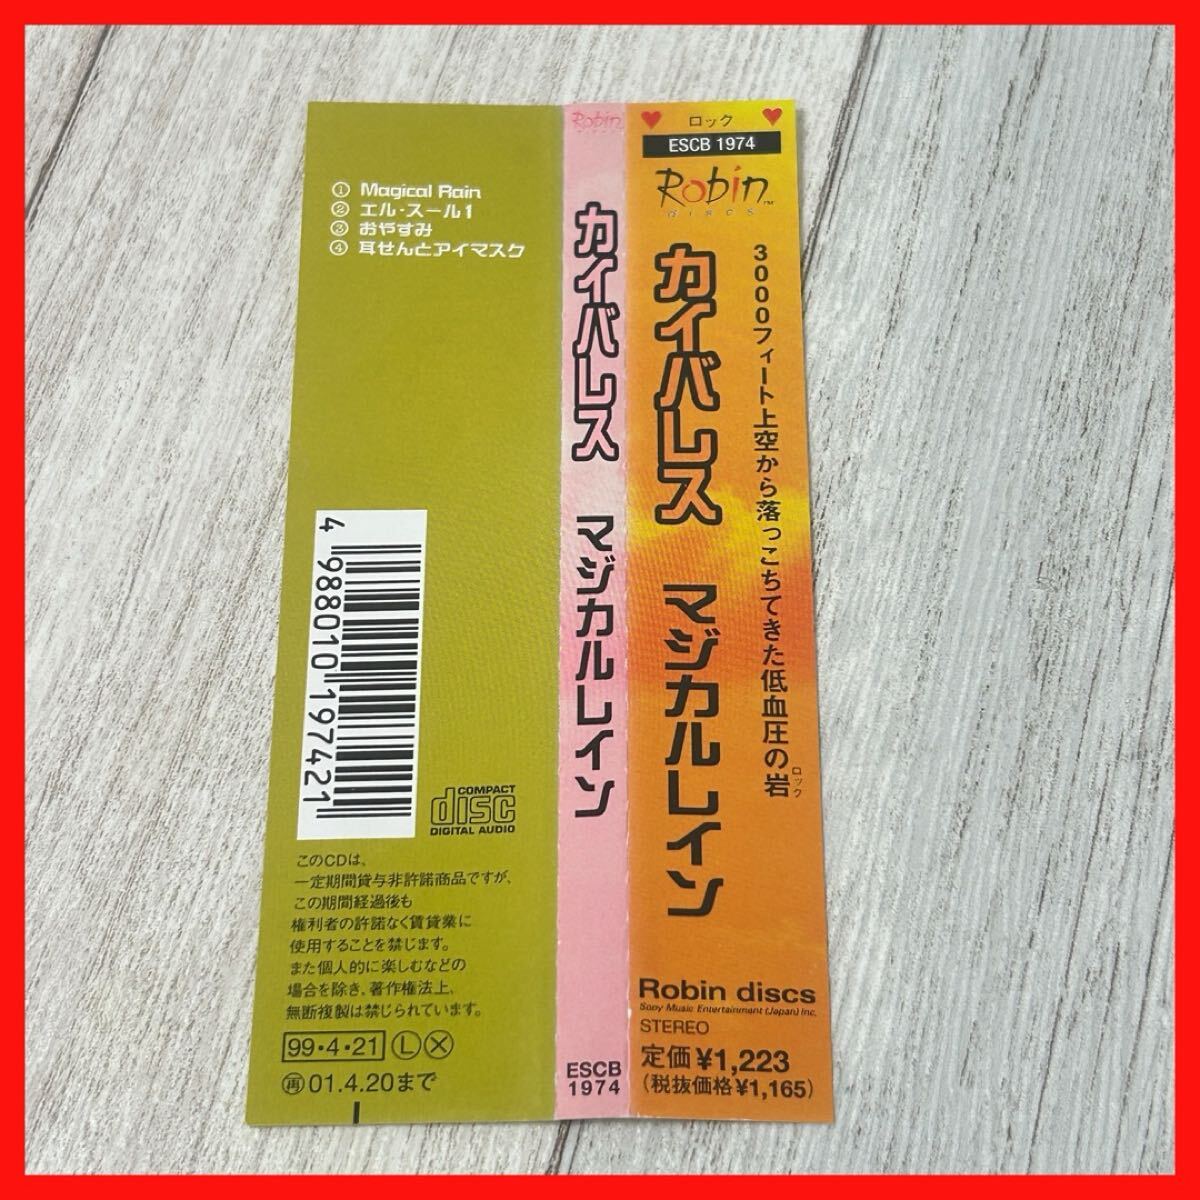 ① Magical Rain
② エル・スール1
③ おやすみ
④ 耳せんとアイマスク
4 988010 197421
COMPACT
disc
DIGITAL AUDIO
このCDは、
一定期間貸与非許諾商品ですが、
この期間経過後も
権利者の許諾なく賃貸業に
使用することを禁じます。
また個人的に楽しむなどの
場合を除き、著作権法上、
無断複製は禁じられています。
99・4・21 Ⓛ Ⓧ
再 01.4.20まで
Robin
DISCS
カイバレス マジカルレイン
ESCB
1974
♥ ロック ♥
ESCB 1974
Robin™
DISCS
3000フィート上空から落っこちてきた低血圧の岩
ロック
カイバレス マジカルレイン
Robin discs
Sony Music Entertainment (Japan) Inc.
STEREO
定価 ¥1,223
(税抜価格¥1,165)